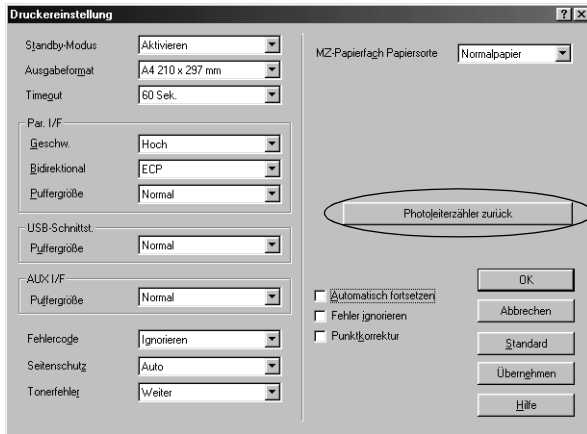 Druckereinstellung
Standby-Modus Aktivieren
Ausgabeformat A4 210 x 297 mm
Timeout 60 Sek.
Par. I/F
Geschw. Hoch
Bidirektional ECP
Puffergröße Normal
USB-Schnittst.
Puffergröße Normal
AUX I/F
Puffergröße Normal
Fehlercode Ignorieren
Seitenschutz Auto
Tonerfehler Weiter
MZ-Papierfach Papiersorte Normalpapier
Photoleiterzähler zurück
Automatisch fortsetzen
Fehler ignorieren
Punktkorrektur
OK
Abbrechen
Standard
Übernehmen
Hilfe